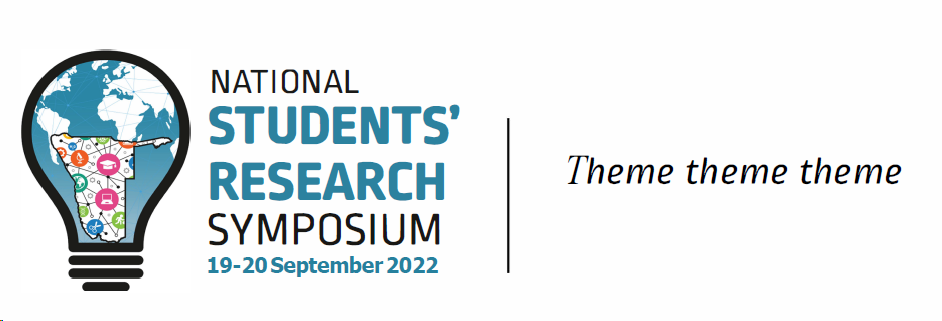 NATIONAL
STUDENTS’
RESEARCH
SYMPOSIUM
19-20 September 2022
Theme theme theme